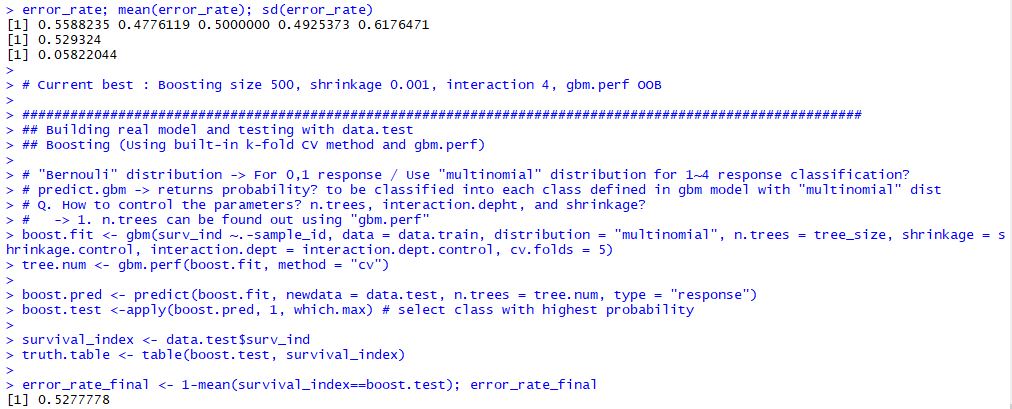 > error_rate; mean(error_rate); sd(error_rate)
[1] 0.5588235 0.4776119 0.5000000 0.4925373 0.6176471
[1] 0.529324
[1] 0.05822044
>
> # Current best : Boosting size 500, shrinkage 0.001, interaction 4, gbm.perf OOB
>
> #########################################################################################################
> ## Building real model and testing with data.test
> ## Boosting (Using built-in k-fold CV method and gbm.perf)
>
> # "Bernouli" distribution -> For 0,1 response / Use "multinomial" distribution for 1~4 response classification?
> # predict.gbm -> returns probability? to be classified into each class defined in gbm model with "multinomial" dist
> # Q. How to control the parameters? n.trees, interaction.depht, and shrinkage?
> #   -> 1. n.trees can be found out using "gbm.perf"
> boost.fit <- gbm(surv_ind ~.-sample_id, data = data.train, distribution = "multinomial", n.trees = tree_size, shrinkage = s
hrinkage.control, interaction.dept = interaction.dept.control, cv.folds = 5)
> tree.num <- gbm.perf(boost.fit, method = "cv")
>
> boost.pred <- predict(boost.fit, newdata = data.test, n.trees = tree.num, type = "response")
> boost.test <-apply(boost.pred, 1, which.max) # select class with highest probability
>
> survival_index <- data.test$surv_ind
> truth.table <- table(boost.test, survival_index)
>
> error_rate_final <- 1-mean(survival_index==boost.test); error_rate_final
[1] 0.5277778